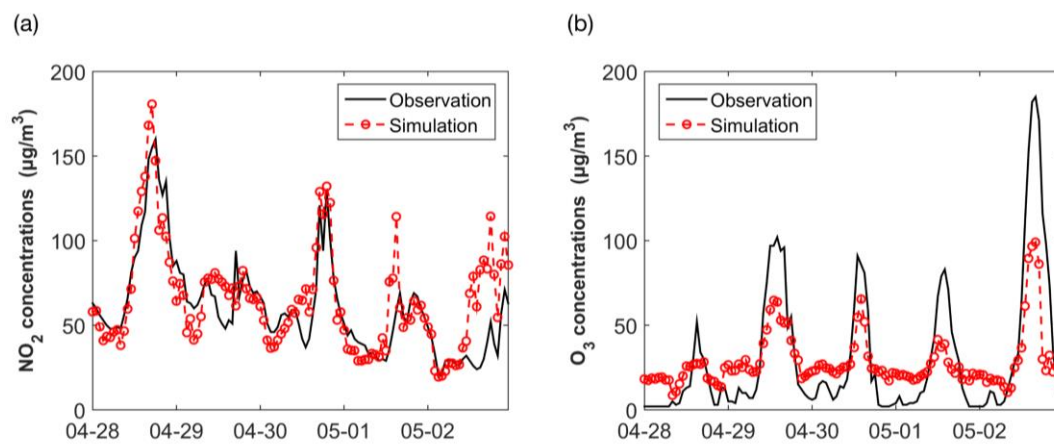 (a)
NO2 concentrations (μg/m3)
200
150
100
50
0
Observation
Simulation
04-28 04-29 04-30 05-01 05-02
(b)
O3 concentrations (μg/m3)
200
150
100
50
0
Observation
Simulation
04-28 04-29 04-30 05-01 05-02